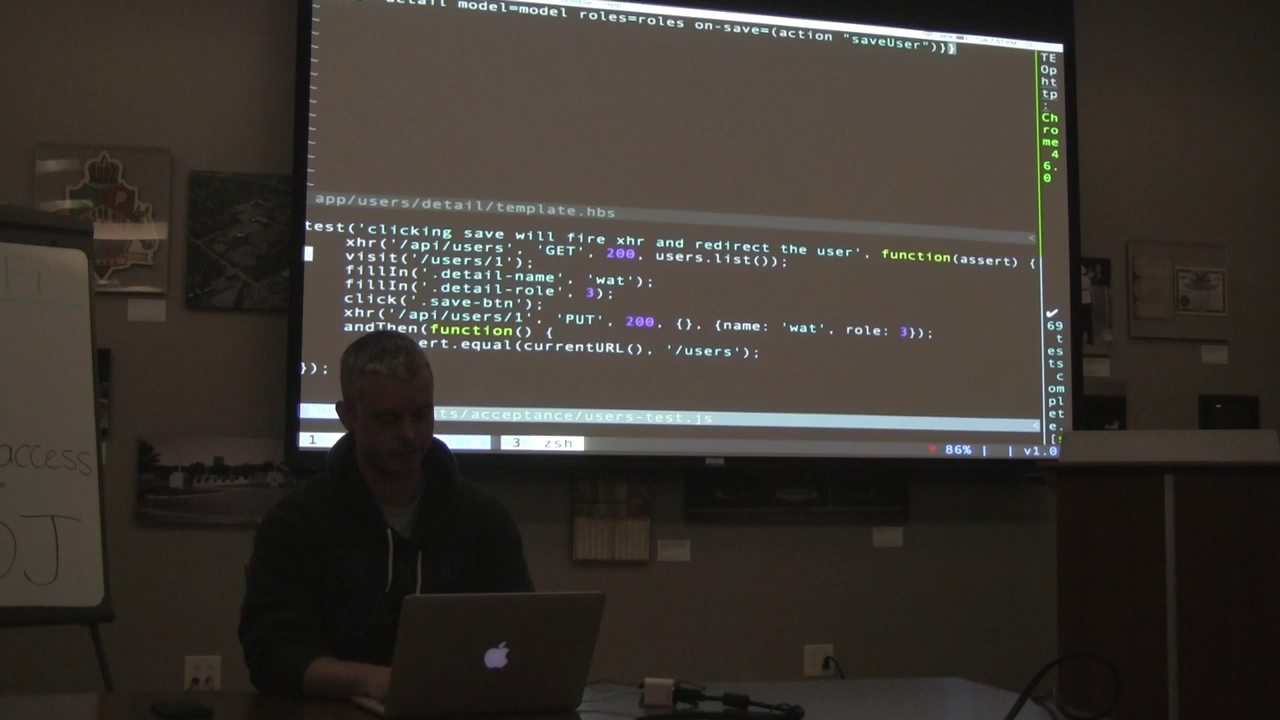 detail model=model roles=roles on-save=(action "saveUser")}}
app/users/detail/template.hbs
test('clicking save will fire xhr and redirect the user', function(assert) {
xhr('/api/users', 'GET', 200, users.list());
visit('/users/1');
fillIn('.detail-name', 'wat');
fillIn('.detail-role', 3);
click('.save-btn');
xhr('/api/users/1', 'PUT', 200, {}, {name: 'wat', role: 3});
andThen(function() {
ert.equal(currentURL(), '/users');
});
sts/acceptance/users-test.js
1
3 zsh
86% | | v1.0
TE
Op
ht
tp
:
Ch
ro
me
4
6.
0
✔
69
t
es
ts
c
om
pl
et
e.
access
OJ